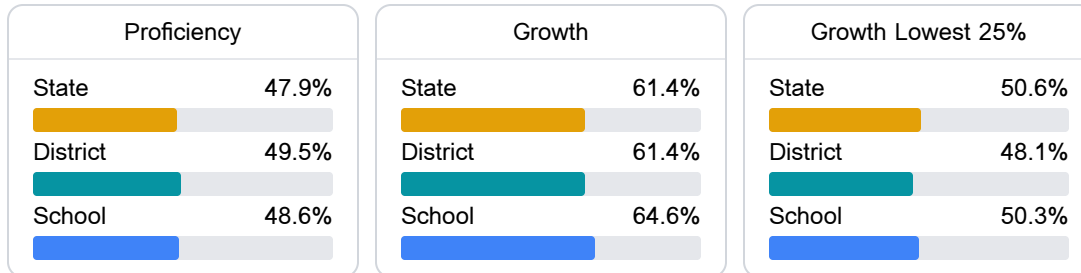 Proficiency
State 47.9%
District 49.5%
School 48.6%
Growth
State 61.4%
District 61.4%
School 64.6%
Growth Lowest 25%
State 50.6%
District 48.1%
School 50.3%